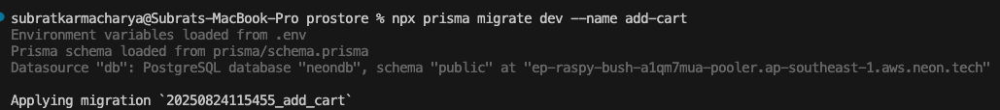 subratkarmacharya@Subrats-MacBook-Pro prostore % npx prisma migrate dev --name add-cart
Environment variables loaded from .env
Prisma schema loaded from prisma/schema.prisma
Datasource "db": PostgreSQL database "neondb", schema "public" at "ep-raspy-bush-a1qm7mua-pooler.ap-southeast-1.aws.neon.tech"
Applying migration `20250824115455_add_cart`